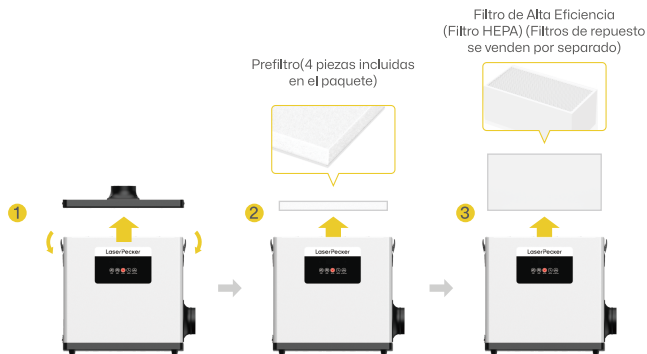 Filtro de Alta Eficiencia
(Filtro HEPA) (Filtros de repuesto
se venden por separado)
Prefiltro(4 piezas incluidas
en el paquete)
1
2
3
LaserPecker
LaserPecker
LaserPecker